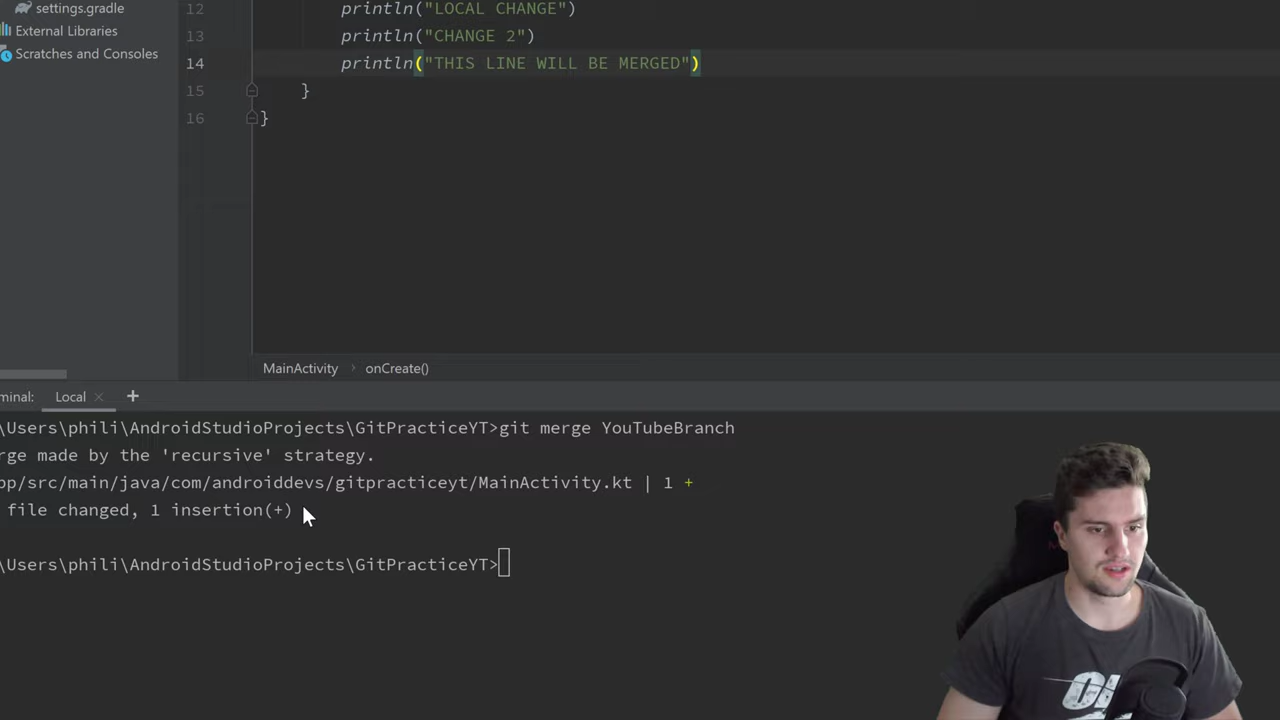 settings.gradle
External Libraries
Scratches and Consoles
12 println("LOCAL CHANGE")
13 println("CHANGE 2")
14 println("THIS LINE WILL BE MERGED")
15 }
16 }
MainActivity > onCreate()
minal: Local × +
\Users\phili\AndroidStudioProjects\GitPracticeYT>git merge YouTubeBranch
rge made by the 'recursive' strategy.
pp/src/main/java/com/androiddevs/gitpracticeyt/MainActivity.kt | 1 +
file changed, 1 insertion(+)
\Users\phili\AndroidStudioProjects\GitPracticeYT>